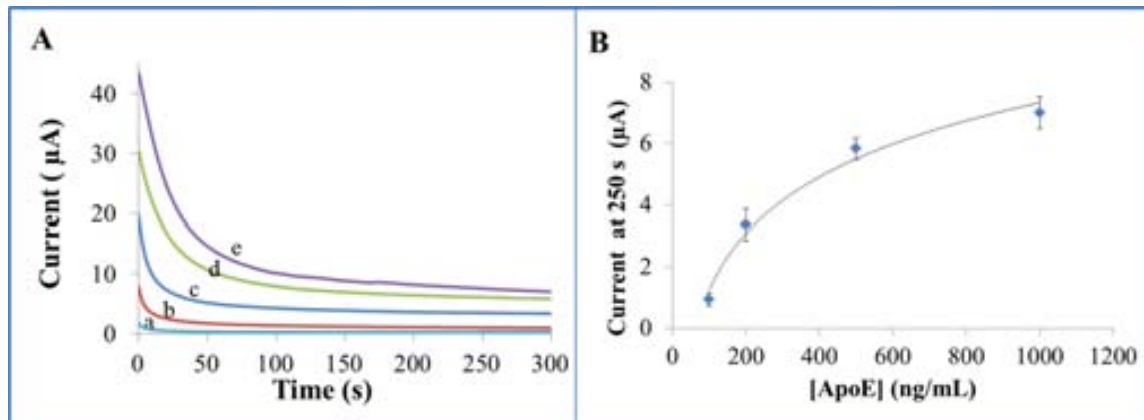 A
Current ( µA)
40
30
20
10
0
e
d
c
b
a
0 50 100 150 200 250 300
Time (s)
B
Current at 250 s (µA)
8
6
4
2
0
0 200 400 600 800 1000 1200
[ApoE] (ng/mL)